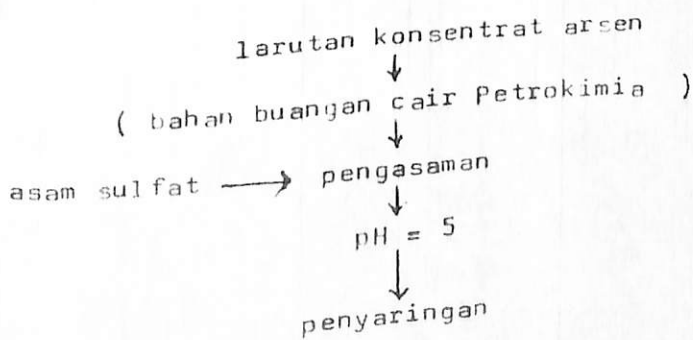 larutan konsentrat arsen
( bahan buangan cair Petrokimia )
asam sulfat → pengasaman
pH = 5
penyaringan